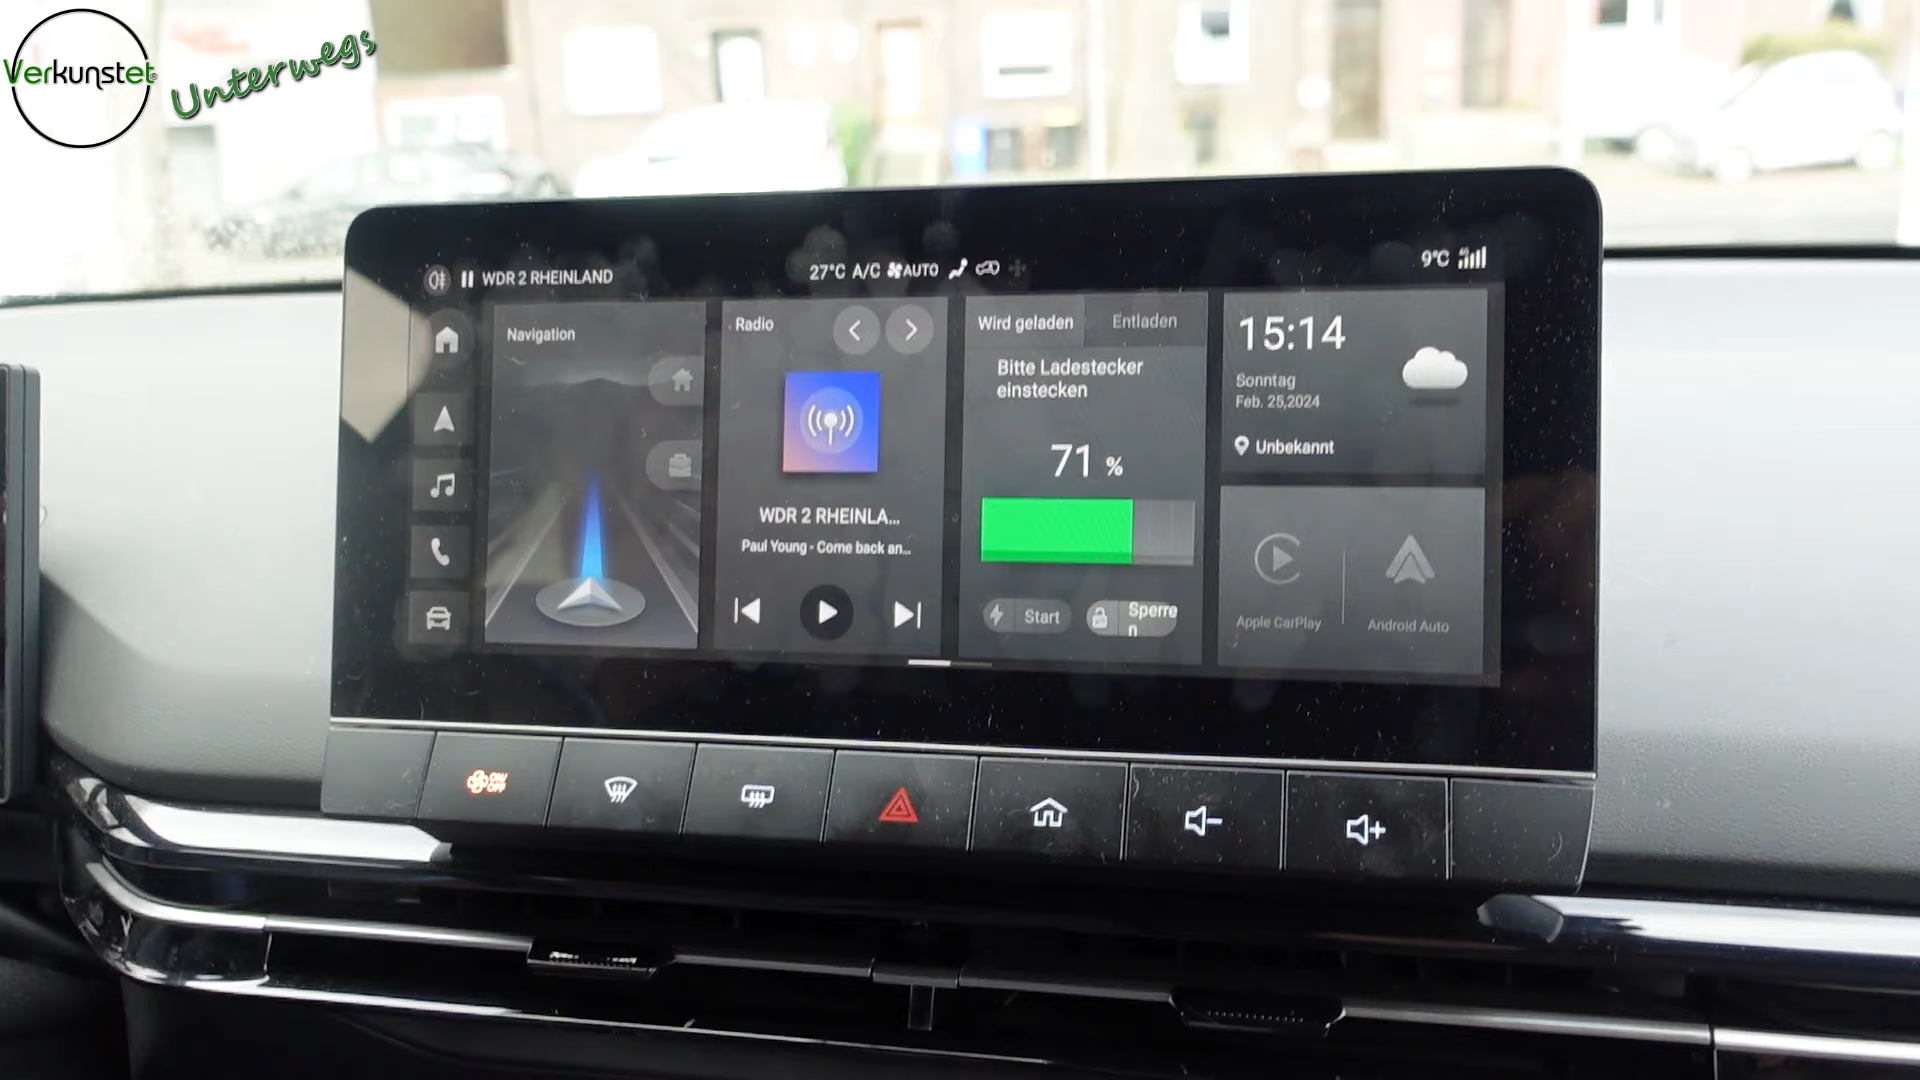 Verkunstet®
Unterwegs
WDR 2 RHEINLAND
27°C A/C AUTO
9°C
Navigation
Radio
WDR 2 RHEINLA...
Paul Young - Come back an...
Wird geladen
Entladen
Bitte Ladestecker
einstecken
71 %
Start
Sperre
n
15:14
Sonntag
Feb. 25,2024
Unbekannt
Apple CarPlay
Android Auto
ON/
OFF